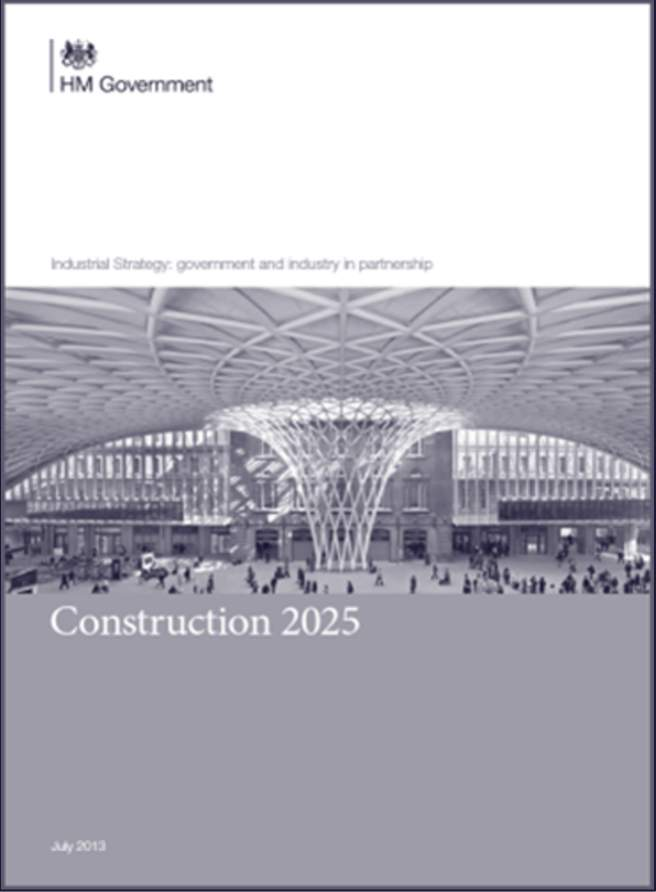 HM Government
Industrial Strategy: government and industry in partnership
Construction 2025
July 2013